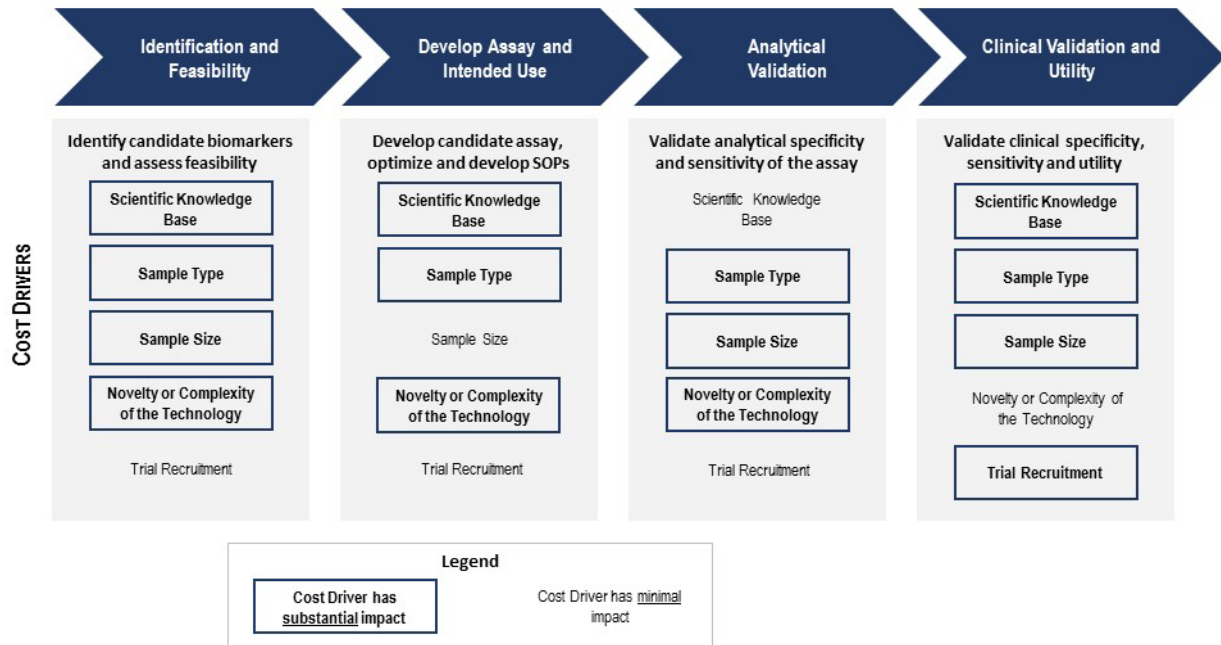 Identification and
Feasibility
Develop Assay and
Intended Use
Analytical
Validation
Clinical Validation and
Utility
COST DRIVERS
Identify candidate biomarkers
and assess feasibility
Scientific Knowledge
Base
Sample Type
Sample Size
Novelty or Complexity
of the Technology
Trial Recruitment
Develop candidate assay,
optimize and develop SOPs
Scientific Knowledge
Base
Sample Type
Sample Size
Novelty or Complexity
of the Technology
Trial Recruitment
Validate analytical specificity
and sensitivity of the assay
Scientific Knowledge
Base
Sample Type
Sample Size
Novelty or Complexity
of the Technology
Trial Recruitment
Validate clinical specificity,
sensitivity and utility
Scientific Knowledge
Base
Sample Type
Sample Size
Novelty or Complexity of
the Technology
Trial Recruitment
Legend
Cost Driver has
substantial impact
Cost Driver has minimal
impact